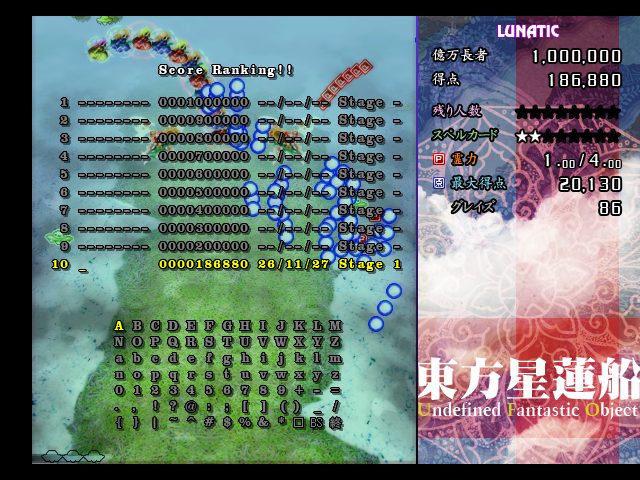 LUNATIC
億万長者 1,000,000
得点 186,880
残り人数
スペルカード
P 霊力 1.00/4.00
点 最大得点 20,130
グレイズ 86
Score Ranking!!
1 -------- 0001000000 --/--/-- Stage -
2 -------- 0000900000 --/--/-- Stage -
3 -------- 0000800000 --/--/-- Stage -
4 -------- 0000700000 --/--/-- Stage -
5 -------- 0000600000 --/--/-- Stage -
6 -------- 0000500000 --/--/-- Stage -
7 -------- 0000400000 --/--/-- Stage -
8 -------- 0000300000 --/--/-- Stage -
9 -------- 0000200000 --/--/-- Stage -
10 _ 0000186880 26/11/27 Stage 1
A B C D E F G H I J K L M
N O P Q R S T U V W X Y Z
a b c d e f g h i j k l m
n o p q r s t u v w x y z
0 1 2 3 4 5 6 7 8 9 + - =
. , ! ? @ : ; [ ] ( ) _ /
{ } | ~ ^ # $ % & * □ BS 終
東方星蓮船
Undefined Fantastic Object